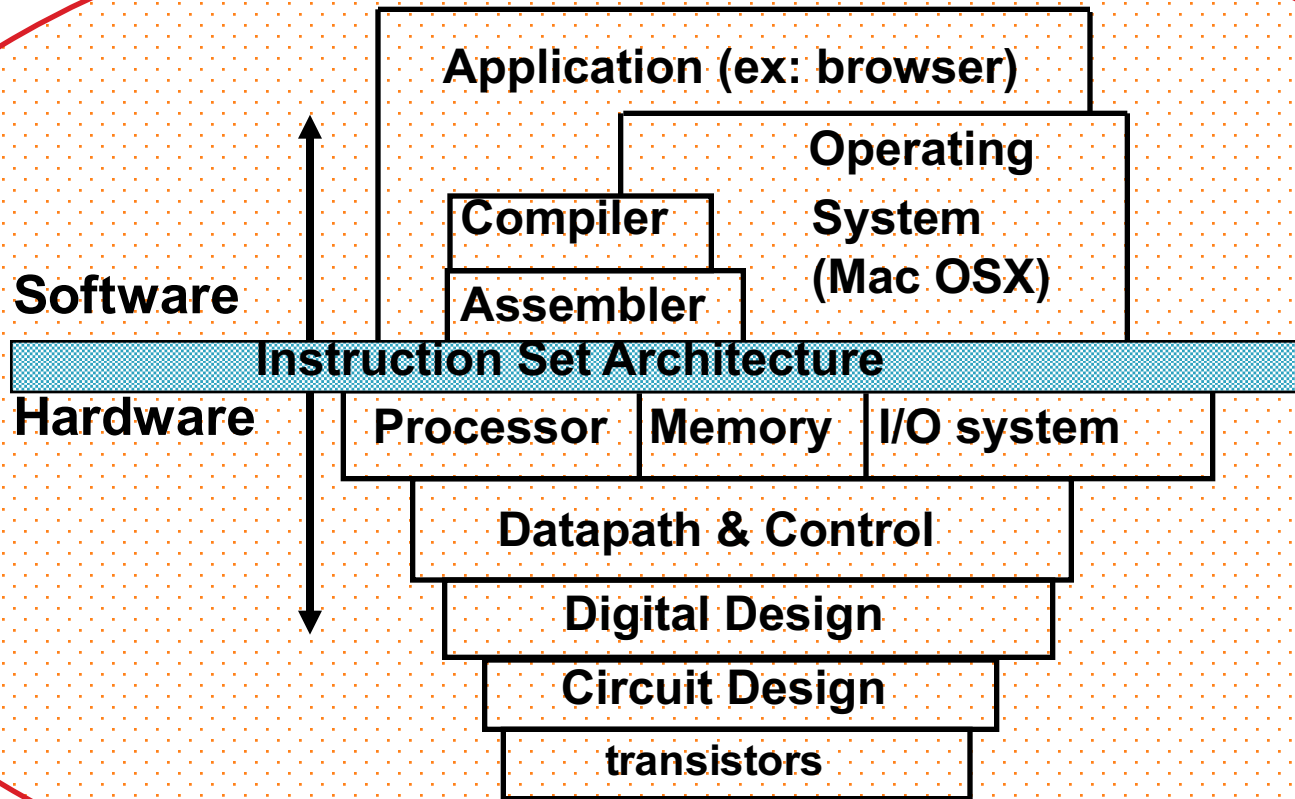 Application (ex: browser)
Operating
System
(Mac OSX)
Compiler
Assembler
Software
Instruction Set Architecture
Hardware
Processor
Memory
I/O system
Datapath & Control
Digital Design
Circuit Design
transistors